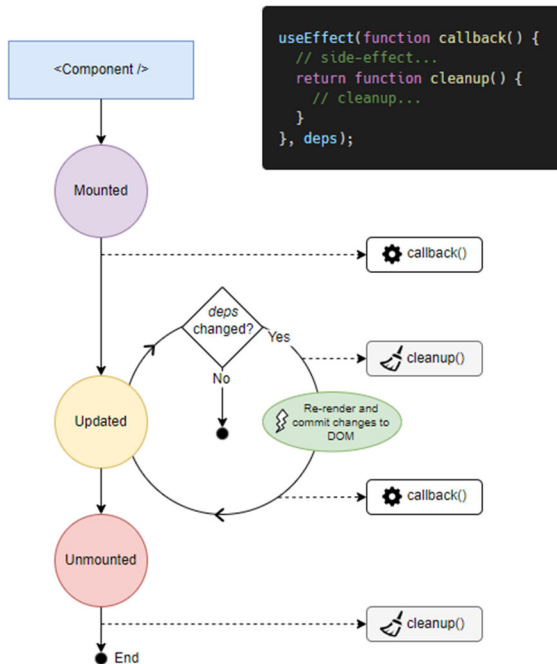 <Component />
useEffect(function callback() {
// side-effect...
return function cleanup() {
// cleanup...
}
}, deps);
Mounted
callback()
deps
changed?
Yes
No
cleanup()
Updated
Re-render and
commit changes to
DOM
callback()
Unmounted
cleanup()
End